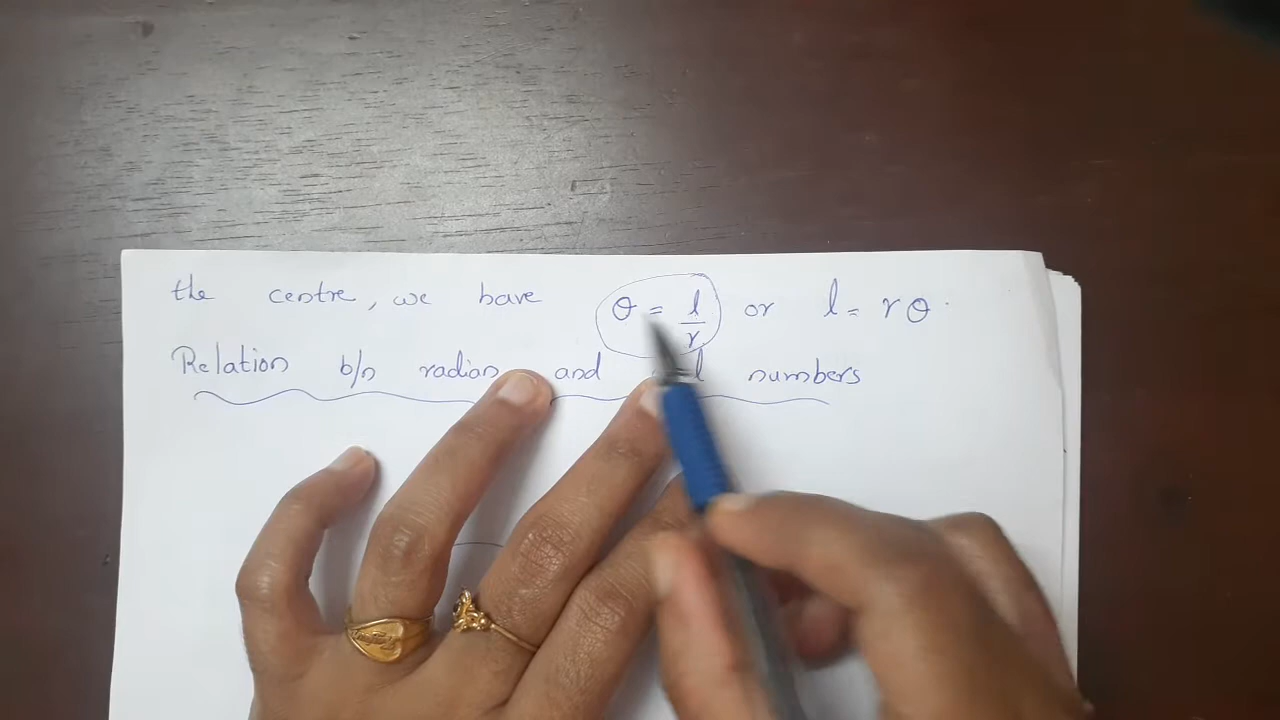 the centre, we have θ = l/r or l = rθ.
Relation b/n radian and numbers